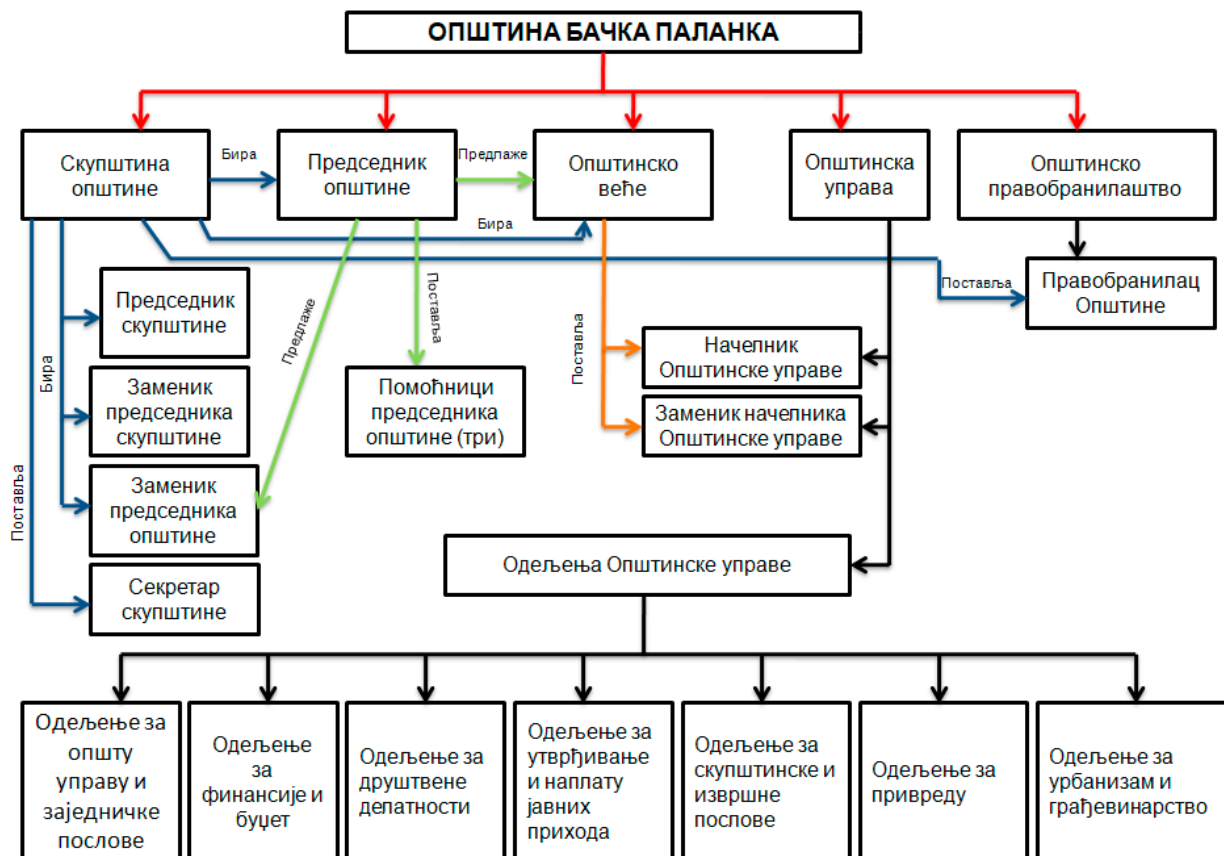 ОПШТИНА БАЧКА ПАЛАНКА
Скупштина
општине
Бира
Председник
општине
Предлаже
Општинско
веће
Општинска
управа
Општинско
правобранилаштво
Бира
Поставља
Правобранилац
Општине
Председник
скупштине
Бира
Заменик
председника
скупштине
Заменик
председника
општине
Поставља
Секретар
скупштине
Предлаже
Поставља
Помоћници
председника
општине (три)
Поставља
Начелник
Општинске управе
Заменик начелника
Општинске управе
Одељења Општинске управе
Одељење за
општу
управу и
заједничке
послове
Одељење
за
финансије и
буџет
Одељење за
друштвене
делатности
Одељење за
утврђивање
и наплату
јавних
прихода
Одељење за
скупштинске и
извршне
послове
Одељење за
привреду
Одељење за
урбанизам и
грађевинарство